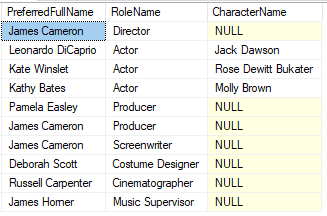 PreferredFullName RoleName CharacterName
James Cameron Director NULL
Leonardo DiCaprio Actor Jack Dawson
Kate Winslet Actor Rose Dewitt Bukater
Kathy Bates Actor Molly Brown
Pamela Easley Producer NULL
James Cameron Producer NULL
James Cameron Screenwriter NULL
Deborah Scott Costume Designer NULL
Russell Carpenter Cinematographer NULL
James Horner Music Supervisor NULL